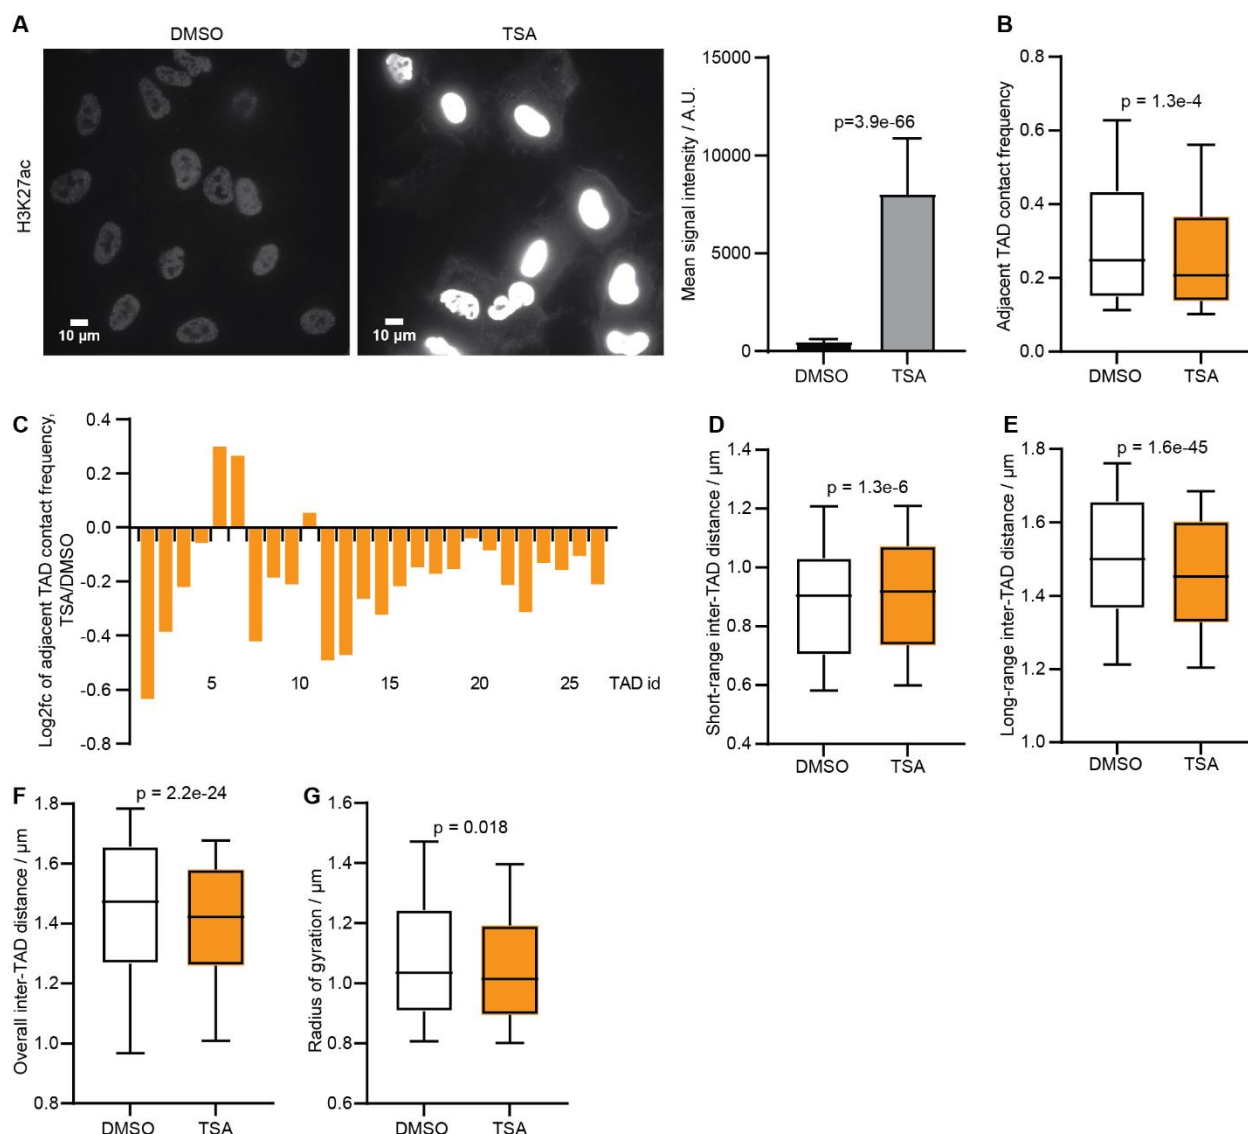 A
DMSO
TSA
H3K27ac
10 µm
10 µm
Mean signal intensity / A.U.
15000
10000
5000
0
p=3.9e-66
DMSO
TSA
B
Adjacent TAD contact frequency
0.8
0.6
0.4
0.2
0.0
p = 1.3e-4
DMSO
TSA
C
Log2fc of adjacent TAD contact frequency,
TSA/DMSO
0.4
0.2
0.0
-0.2
-0.4
-0.6
-0.8
5
10
15
20
25
TAD id
D
Short-range inter-TAD distance / µm
1.4
1.2
1.0
0.8
0.6
0.4
p = 1.3e-6
DMSO
TSA
E
Long-range inter-TAD distance / µm
1.8
1.6
1.4
1.2
1.0
p = 1.6e-45
DMSO
TSA
F
Overall inter-TAD distance / µm
1.8
1.6
1.4
1.2
1.0
0.8
p = 2.2e-24
DMSO
TSA
G
Radius of gyration / µm
1.6
1.4
1.2
1.0
0.8
0.6
p = 0.018
DMSO
TSA